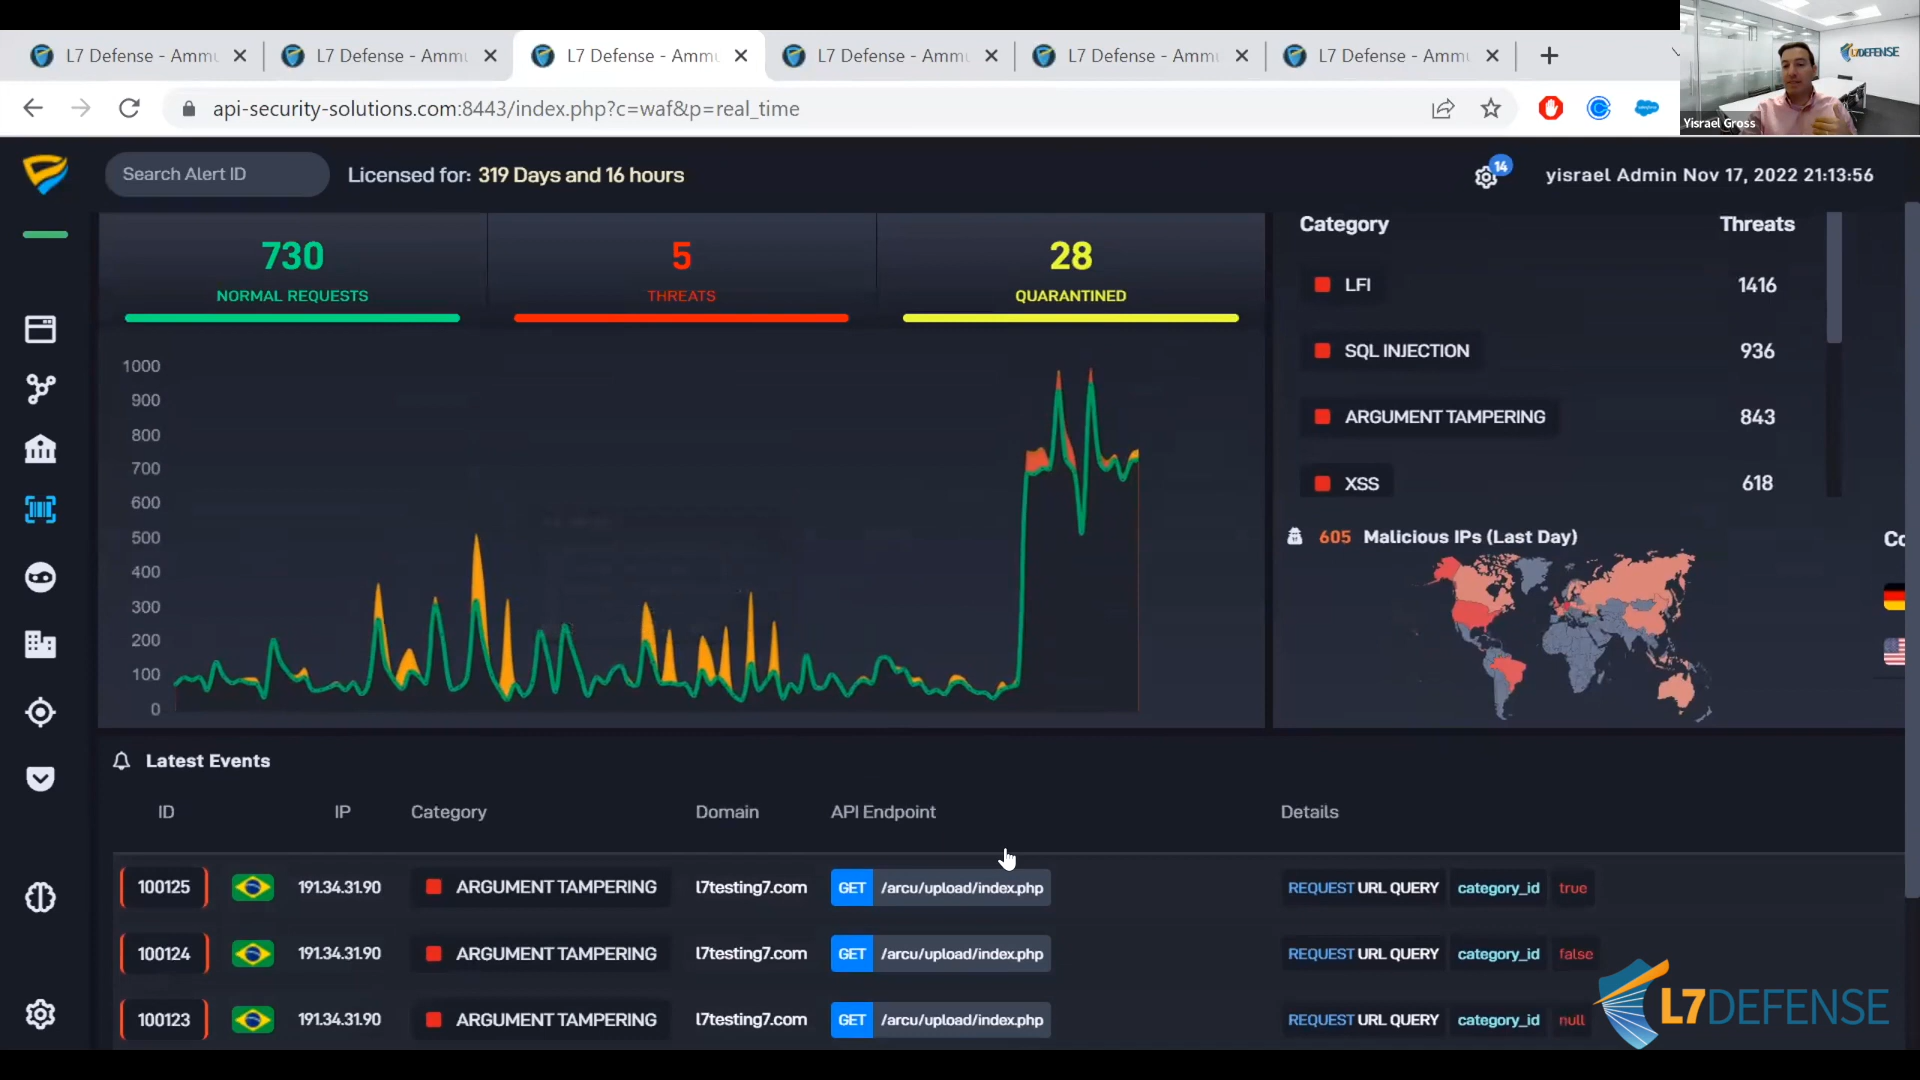 L7 Defense - Ammu
L7 Defense - Ammu
L7 Defense - Ammu
L7 Defense - Ammu
L7 Defense - Ammu
L7 Defense - Ammu
api-security-solutions.com:8443/index.php?c=waf&p=real_time
L7DEFENSE
Yisrael Gross
Search Alert ID
Licensed for: 319 Days and 16 hours
14
yisrael Admin Nov 17, 2022 21:13:56
730
NORMAL REQUESTS
5
THREATS
28
QUARANTINED
1000
900
800
700
600
500
400
300
200
100
0
Category Threats
LFI 1416
SQL INJECTION 936
ARGUMENT TAMPERING 843
XSS 618
605 Malicious IPs (Last Day)
Co
Latest Events
ID IP Category Domain API Endpoint Details
100125 191.34.31.90 ARGUMENT TAMPERING l7testing7.com GET /arcu/upload/index.php REQUEST URL QUERY category_id true
100124 191.34.31.90 ARGUMENT TAMPERING l7testing7.com GET /arcu/upload/index.php REQUEST URL QUERY category_id false
100123 191.34.31.90 ARGUMENT TAMPERING l7testing7.com GET /arcu/upload/index.php REQUEST URL QUERY category_id null
L7DEFENSE